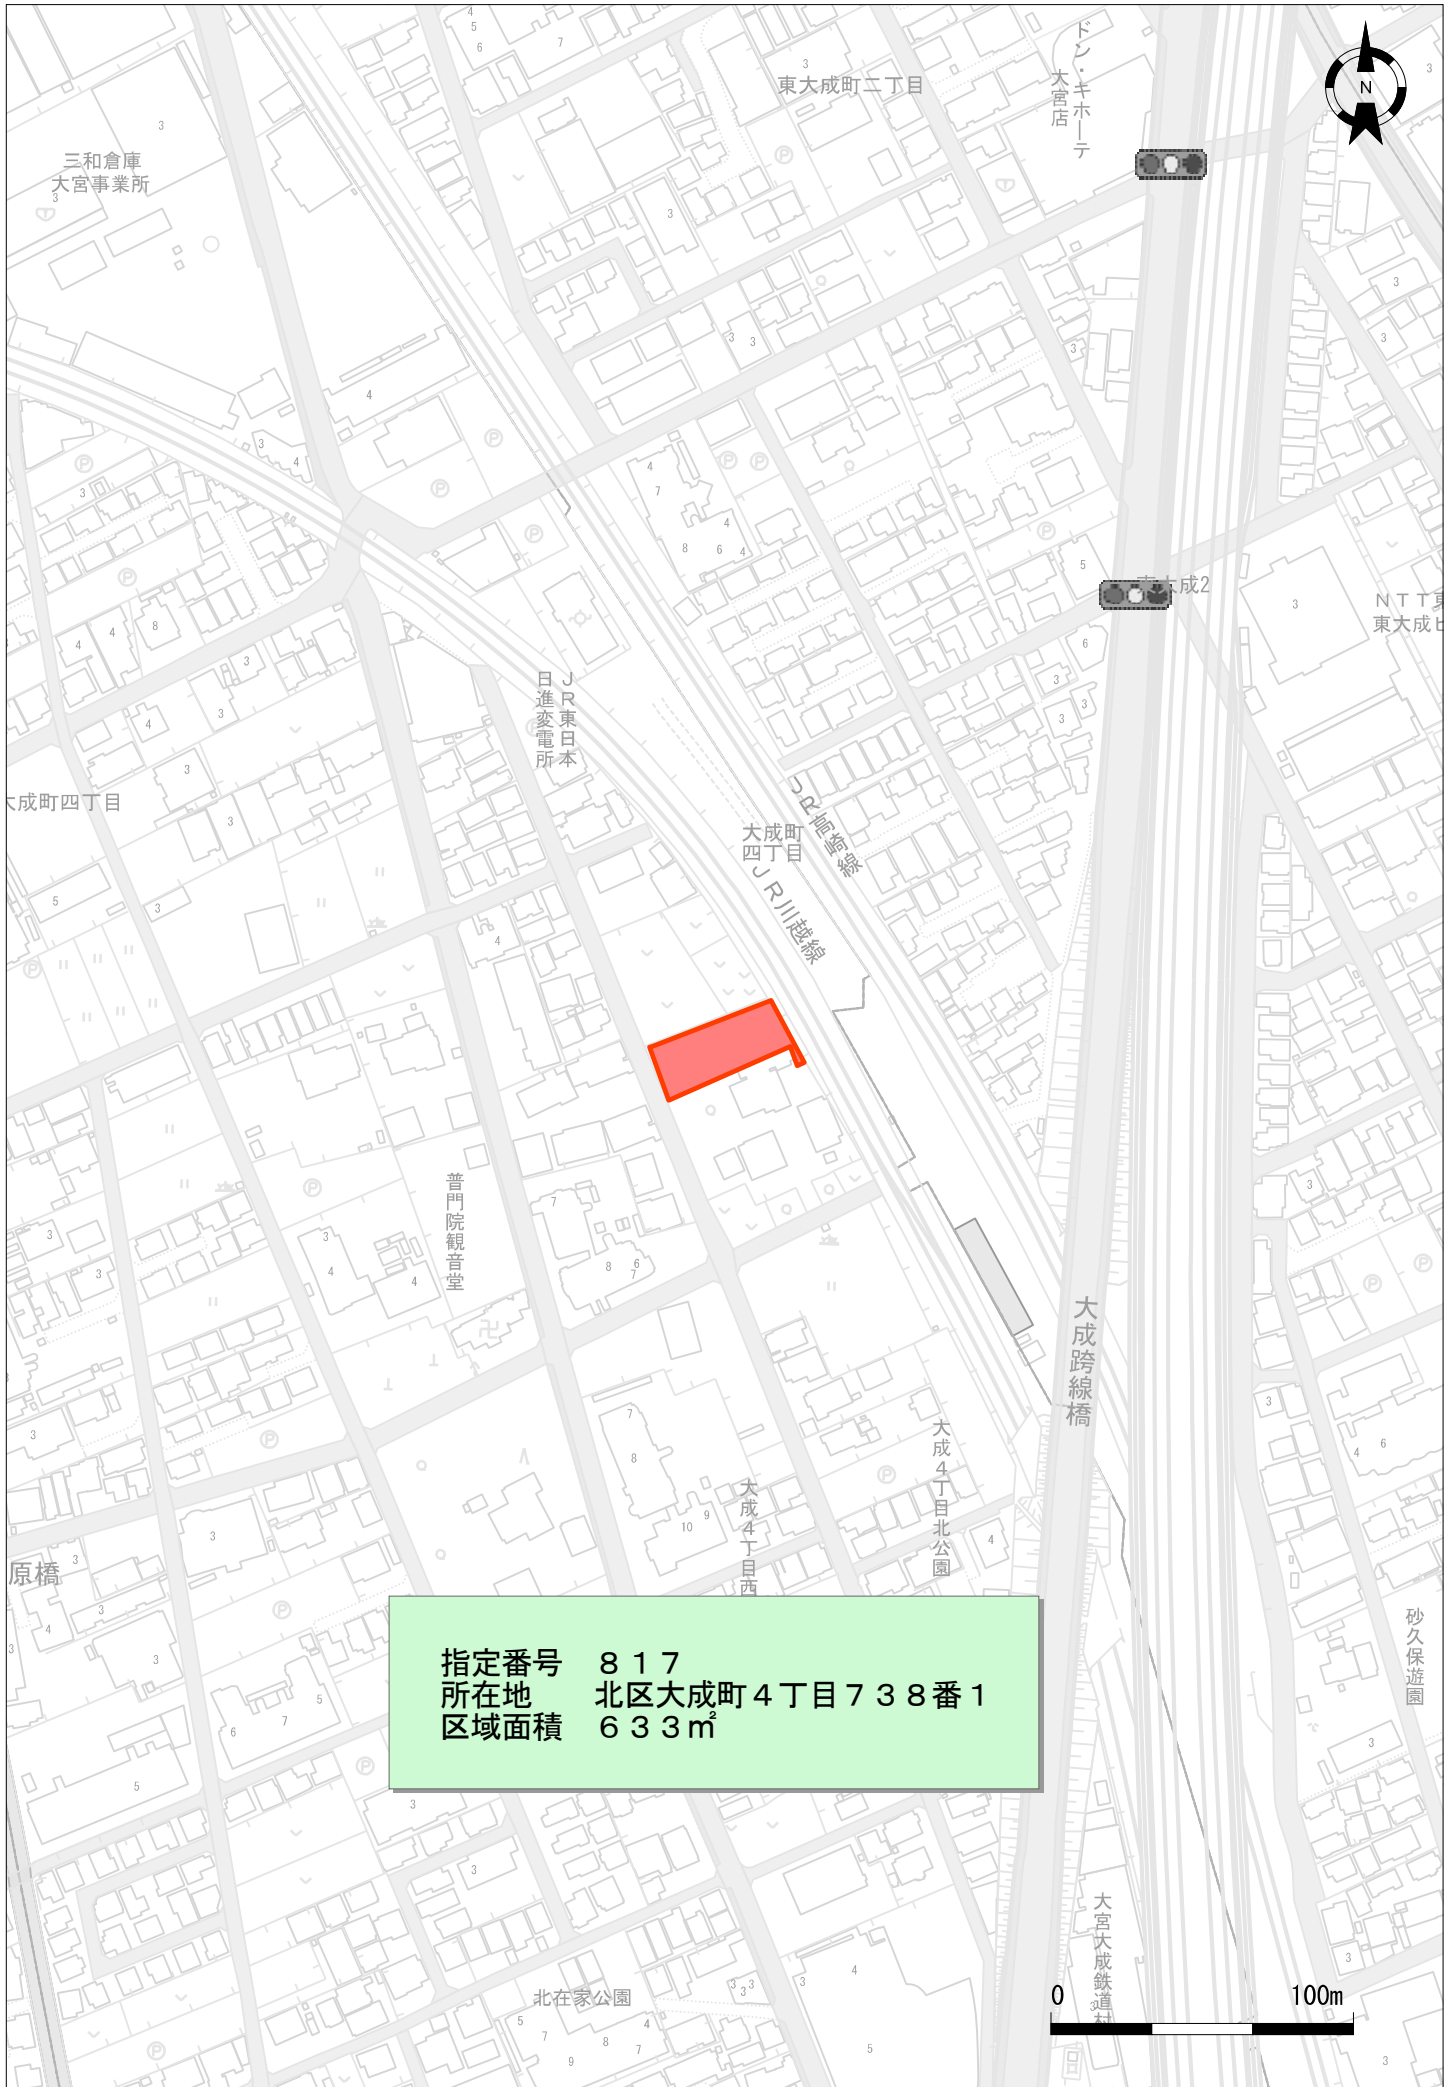 東大成町二丁目
ドン・キホーテ
大宮店
N
三和倉庫
大宮事業所
東大成2
NTT東
東大成ビ
JR東日本
日進変電所
大成町四丁目
大成町
四丁目
JR高崎線
JR川越線
普門院観音堂
大成跨線橋
大成4丁目北公園
大成4丁目西
原橋
砂久保遊園
指定番号 817
所在地 北区大成町4丁目738番1
区域面積 633㎡
大宮大成鉄道村
北在家公園
0 100m